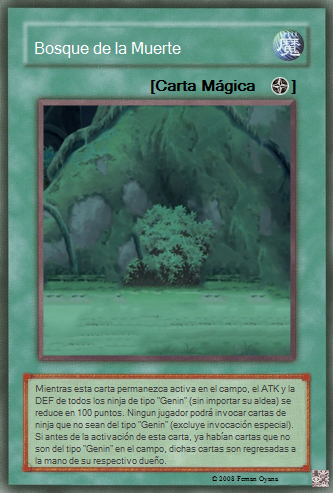 Bosque de la Muerte
魔
[Carta Mágica ]
Mientras esta carta permanezca activa en el campo, el ATK y la
DEF de todos los ninja de tipo "Genin" (sin importar su aldea) se
reduce en 100 puntos. Ningun jugador podrá invocar cartas de
ninja que no sean del tipo "Genin" (excluye invocación especial).
Si antes de la activación de esta carta, ya habían cartas que no
son del tipo "Genin" en el campo, dichas cartas son regresadas a
la mano de su respectivo dueño.
© 2008 Fernan Oyana